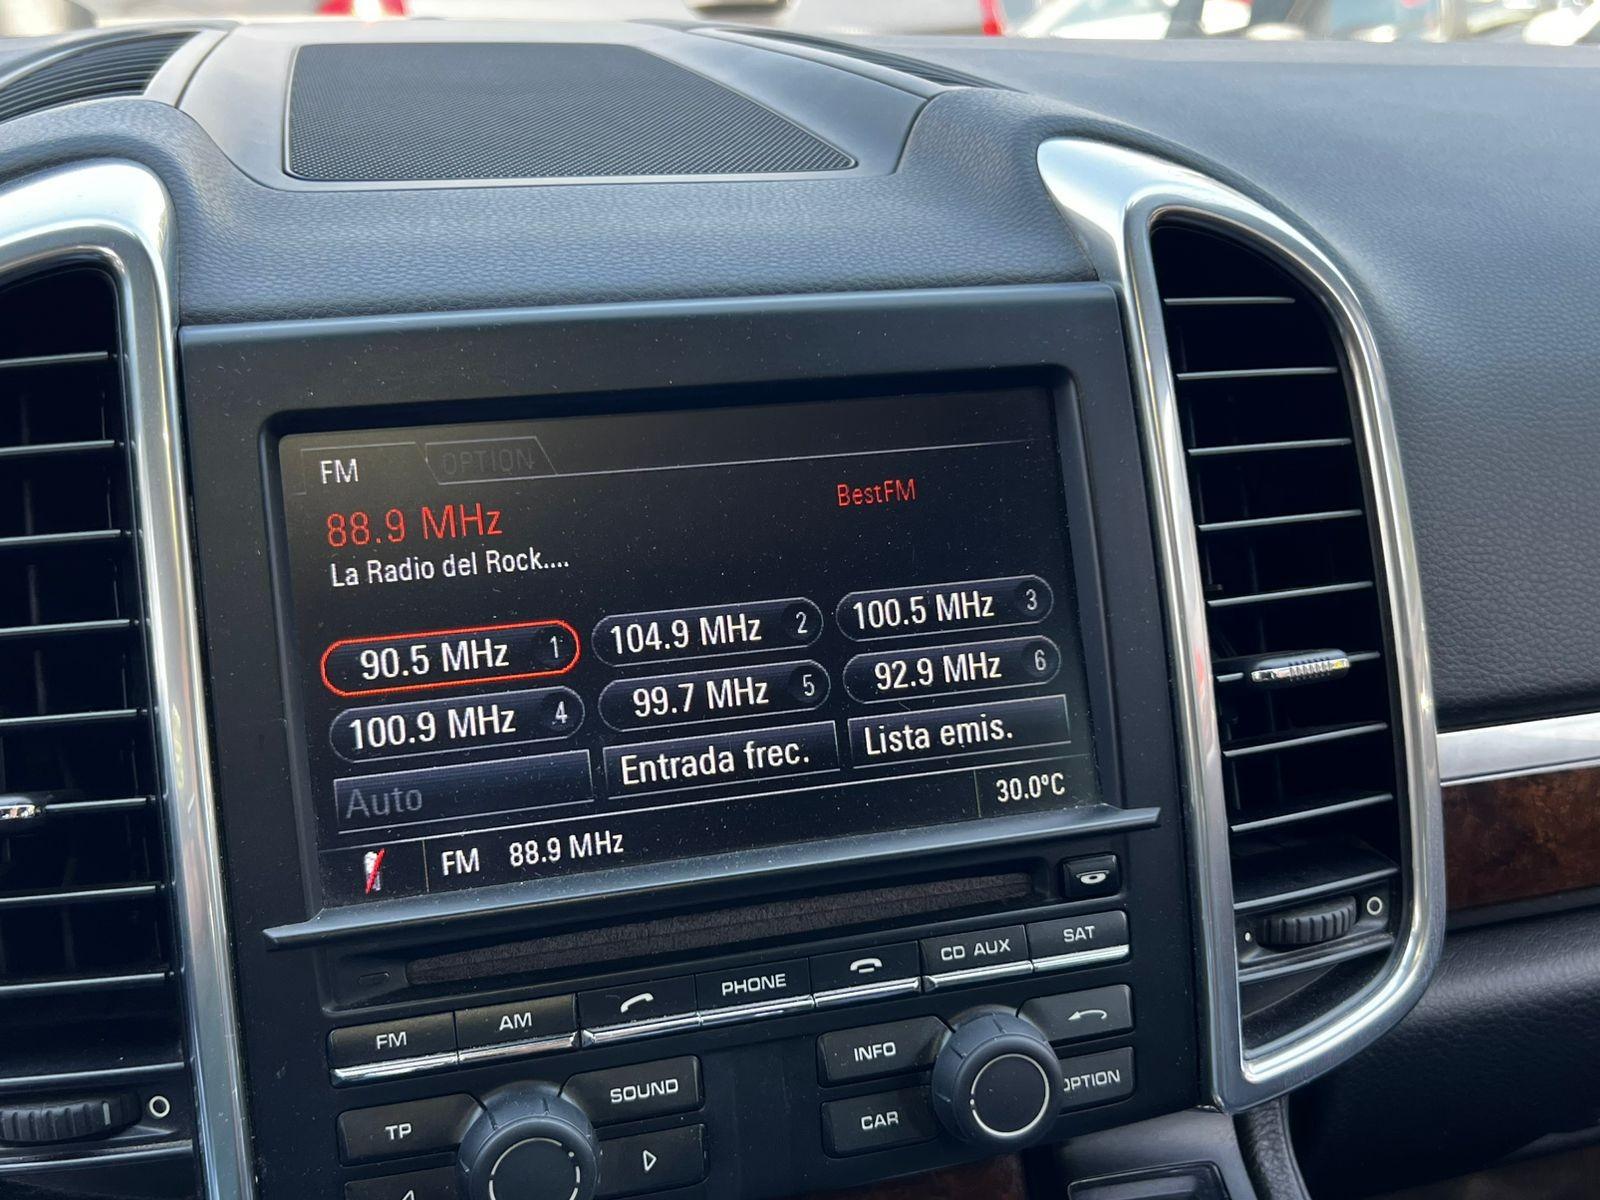 FM OPTION
88.9 MHz BestFM
La Radio del Rock....
90.5 MHz 1 104.9 MHz 2 100.5 MHz 3
100.9 MHz 4 99.7 MHz 5 92.9 MHz 6
Auto Entrada frec. Lista emis.
FM 88.9 MHz 30.0°C
FM AM PHONE CD AUX SAT
SOUND INFO
TP CAR OPTION